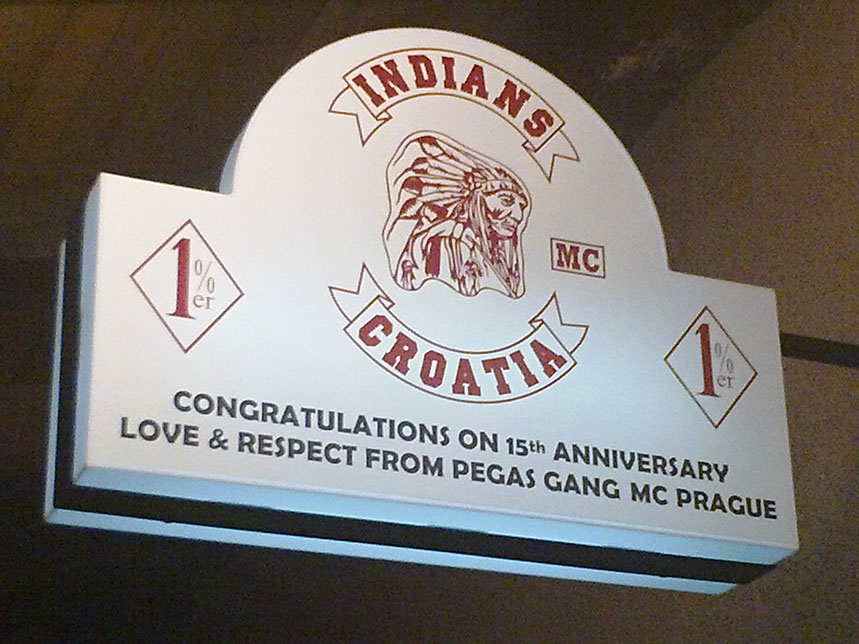 INDIANS
MC
CROATIA
1%er
1%er
CONGRATULATIONS ON 15th ANNIVERSARY
LOVE & RESPECT FROM PEGAS GANG MC PRAGUE